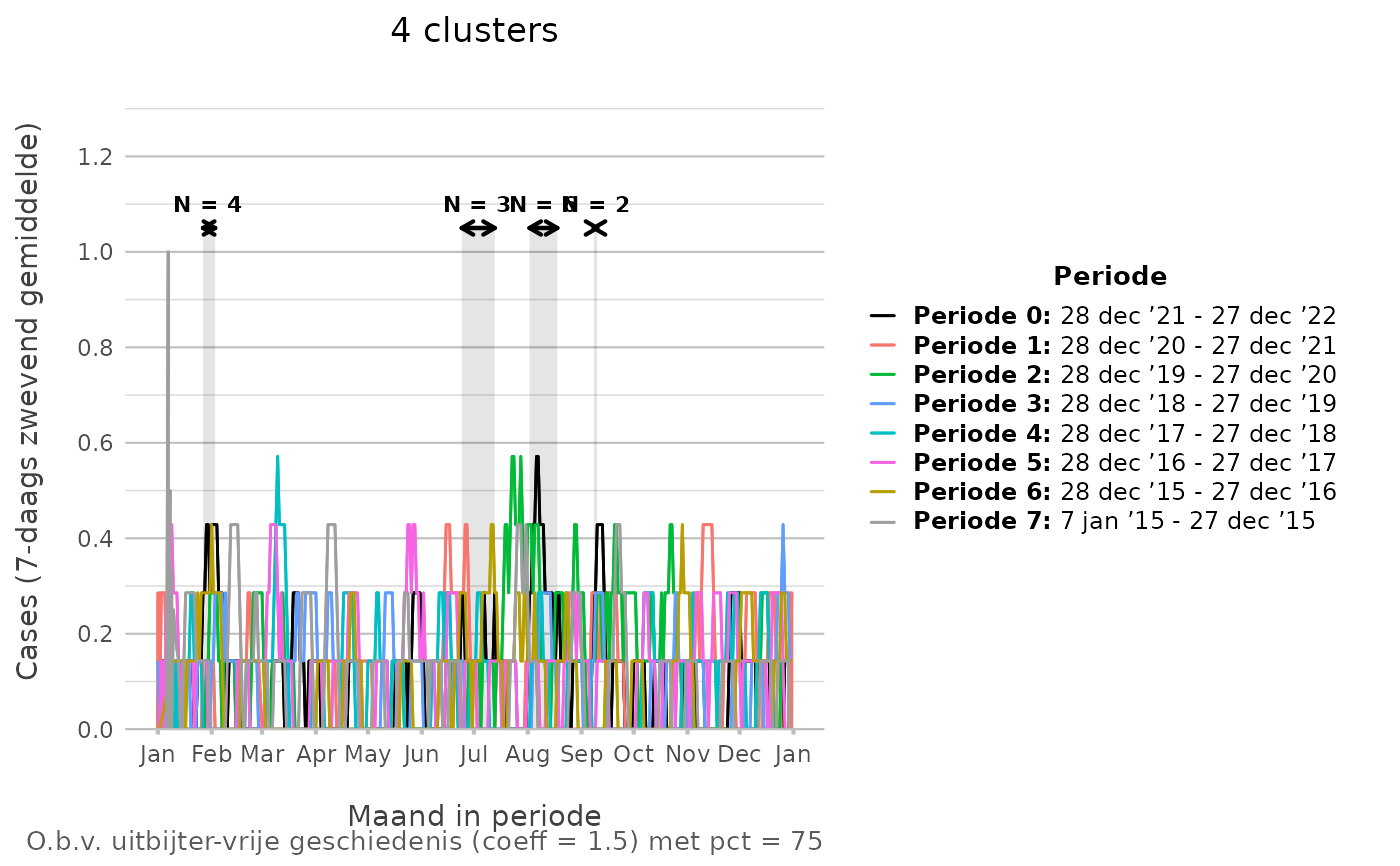 4 clusters
Cases (7-daags zwevend gemiddelde)
1.2
1.0
0.8
0.6
0.4
0.2
0.0
N = 4
N = 3
N =
N = 2
Jan Feb Mar Apr May Jun Jul Aug Sep Oct Nov Dec Jan
Maand in periode
O.b.v. uitbijter-vrije geschiedenis (coeff = 1.5) met pct = 75
Periode
Periode 0: 28 dec ’21 - 27 dec ’22
Periode 1: 28 dec ’20 - 27 dec ’21
Periode 2: 28 dec ’19 - 27 dec ’20
Periode 3: 28 dec ’18 - 27 dec ’19
Periode 4: 28 dec ’17 - 27 dec ’18
Periode 5: 28 dec ’16 - 27 dec ’17
Periode 6: 28 dec ’15 - 27 dec ’16
Periode 7: 7 jan ’15 - 27 dec ’15